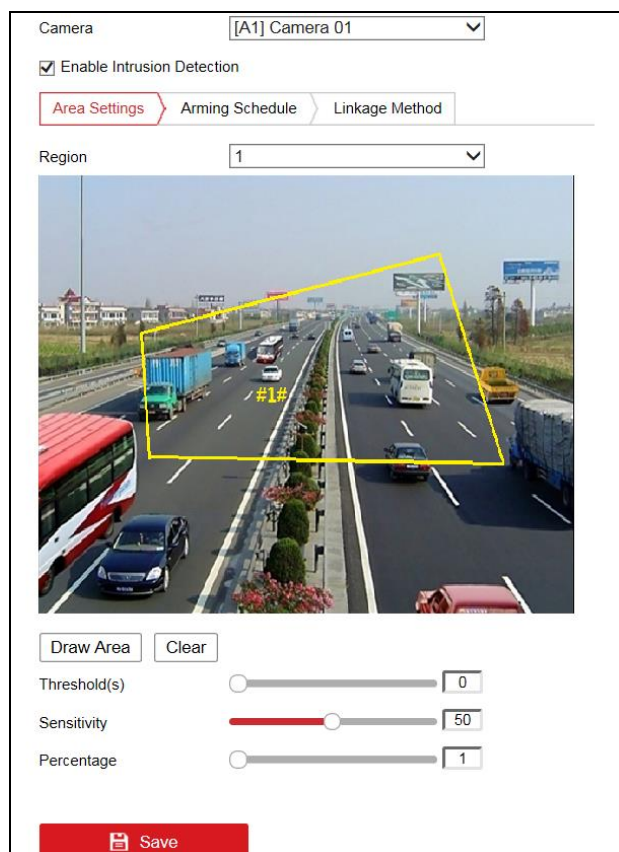 Camera [A1] Camera 01
Enable Intrusion Detection
Area Settings Arming Schedule Linkage Method
Region 1
#1#
Draw Area Clear
Threshold(s) 0
Sensitivity 50
Percentage 1
Save